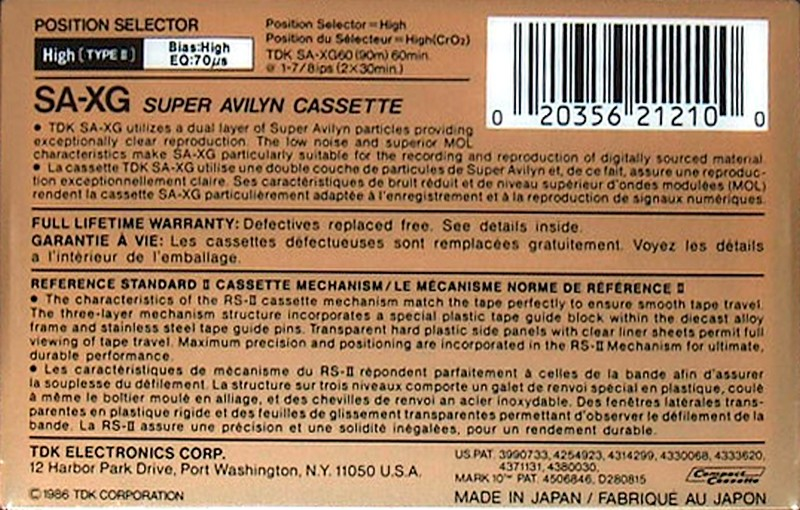 POSITION SELECTOR
High [TYPE II] Bias:High
EQ:70μs
Position Selector=High
Position du Sélecteur=High(CrO₂)
TDK SA-XG60 (90m) 60min.
@ 1-7/8ips (2×30min.)
0 20356 21210 0
SA-XG SUPER AVILYN CASSETTE
● TDK SA-XG utilizes a dual layer of Super Avilyn particles providing
exceptionally clear reproduction. The low noise and superior MOL
characteristics make SA-XG particularly suitable for the recording and reproduction of digitally sourced material.
● La cassette TDK SA-XG utilise une double couche de particules de Super Avilyn et, de ce fait, assure une reproduc-
tion exceptionnellement claire. Ses caractéristiques de bruit réduit et de niveau supérieur d'ondes modulées (MOL)
rendent la cassette SA-XG particulièrement adaptée à l'enregistrement et à la reproduction de signaux numériques.
FULL LIFETIME WARRANTY: Defectives replaced free. See details inside.
GARANTIE À VIE: Les cassettes défectueuses sont remplacées gratuitement. Voyez les détails
a l'intérieur de l'emballage.
REFERENCE STANDARD II CASSETTE MECHANISM/LE MÉCANISME NORME DE RÉFÉRENCE II
● The characteristics of the RS-II cassette mechanism match the tape perfectly to ensure smooth tape travel.
The three-layer mechanism structure incorporates a special plastic tape guide block within the diecast alloy
frame and stainless steel tape guide pins. Transparent hard plastic side panels with clear liner sheets permit full
viewing of tape travel. Maximum precision and positioning are incorporated in the RS-II Mechanism for ultimate,
durable performance.
● Les caractéristiques de mécanisme du RS-II répondent parfaitement à celles de la bande afin d'assurer
la souplesse du défilement. La structure sur trois niveaux comporte un galet de renvoi spécial en plastique, coulé
à même le boîtier moulé en alliage, et des chevilles de renvoi an acier inoxydable. Des fenêtres latérales trans-
parentes en plastique rigide et des feuilles de glissement transparentes permettant d'observer le défilement de la
bande. La RS-II assure une précision et une solidité inégalées, pour un rendement durable.
TDK ELECTRONICS CORP.
12 Harbor Park Drive, Port Washington, N.Y. 11050 U.S.A.
© 1986 TDK CORPORATION
US PAT. 3990733, 4254923, 4314299, 4330068, 4333620,
4371131, 4380030.
MARK 10™ PAT. 4506846, D280815
Compact
Cassette
MADE IN JAPAN / FABRIQUÉ AU JAPON